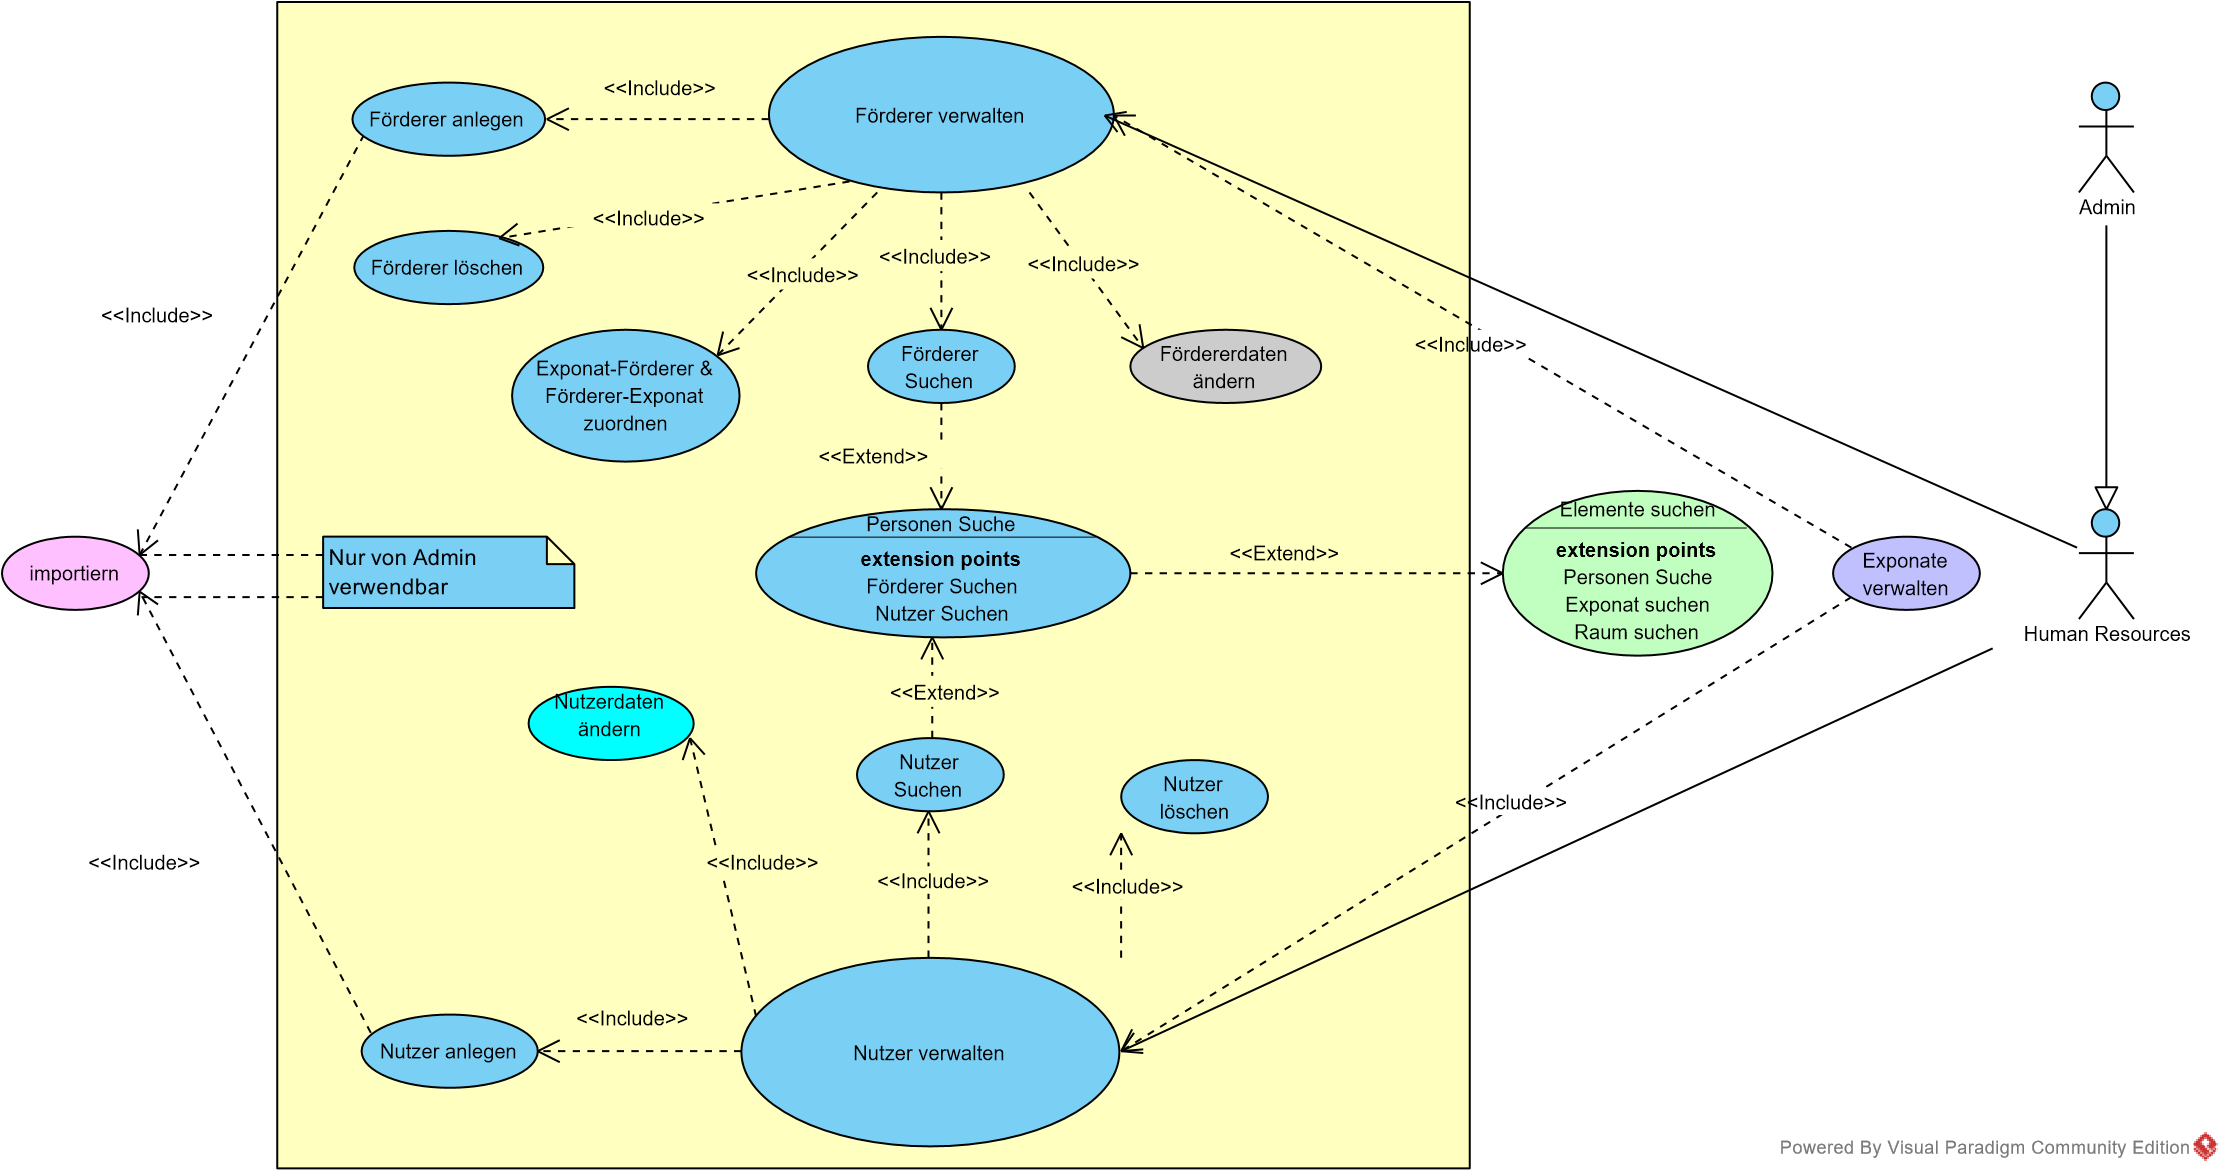 <<Include>>
Förderer verwalten
Förderer anlegen
Admin
<<Include>>
<<Include>>
<<Include>>
<<Include>>
Förderer löschen
<<Include>>
<<Include>>
Exponat-Förderer &
Förderer-Exponat
zuordnen
Förderer
Suchen
Fördererdaten
ändern
<<Extend>>
importieren
Nur von Admin
verwendbar
Personen Suche
extension points
Förderer Suchen
Nutzer Suchen
<<Extend>>
Elemente suchen
extension points
Personen Suche
Exponat suchen
Raum suchen
Exponate
verwalten
Human Resources
<<Extend>>
Nutzerdaten
ändern
Nutzer
Suchen
Nutzer
löschen
<<Include>>
<<Include>>
<<Include>>
<<Include>>
<<Include>>
<<Include>>
Nutzer anlegen
Nutzer verwalten
Powered By Visual Paradigm Community Edition